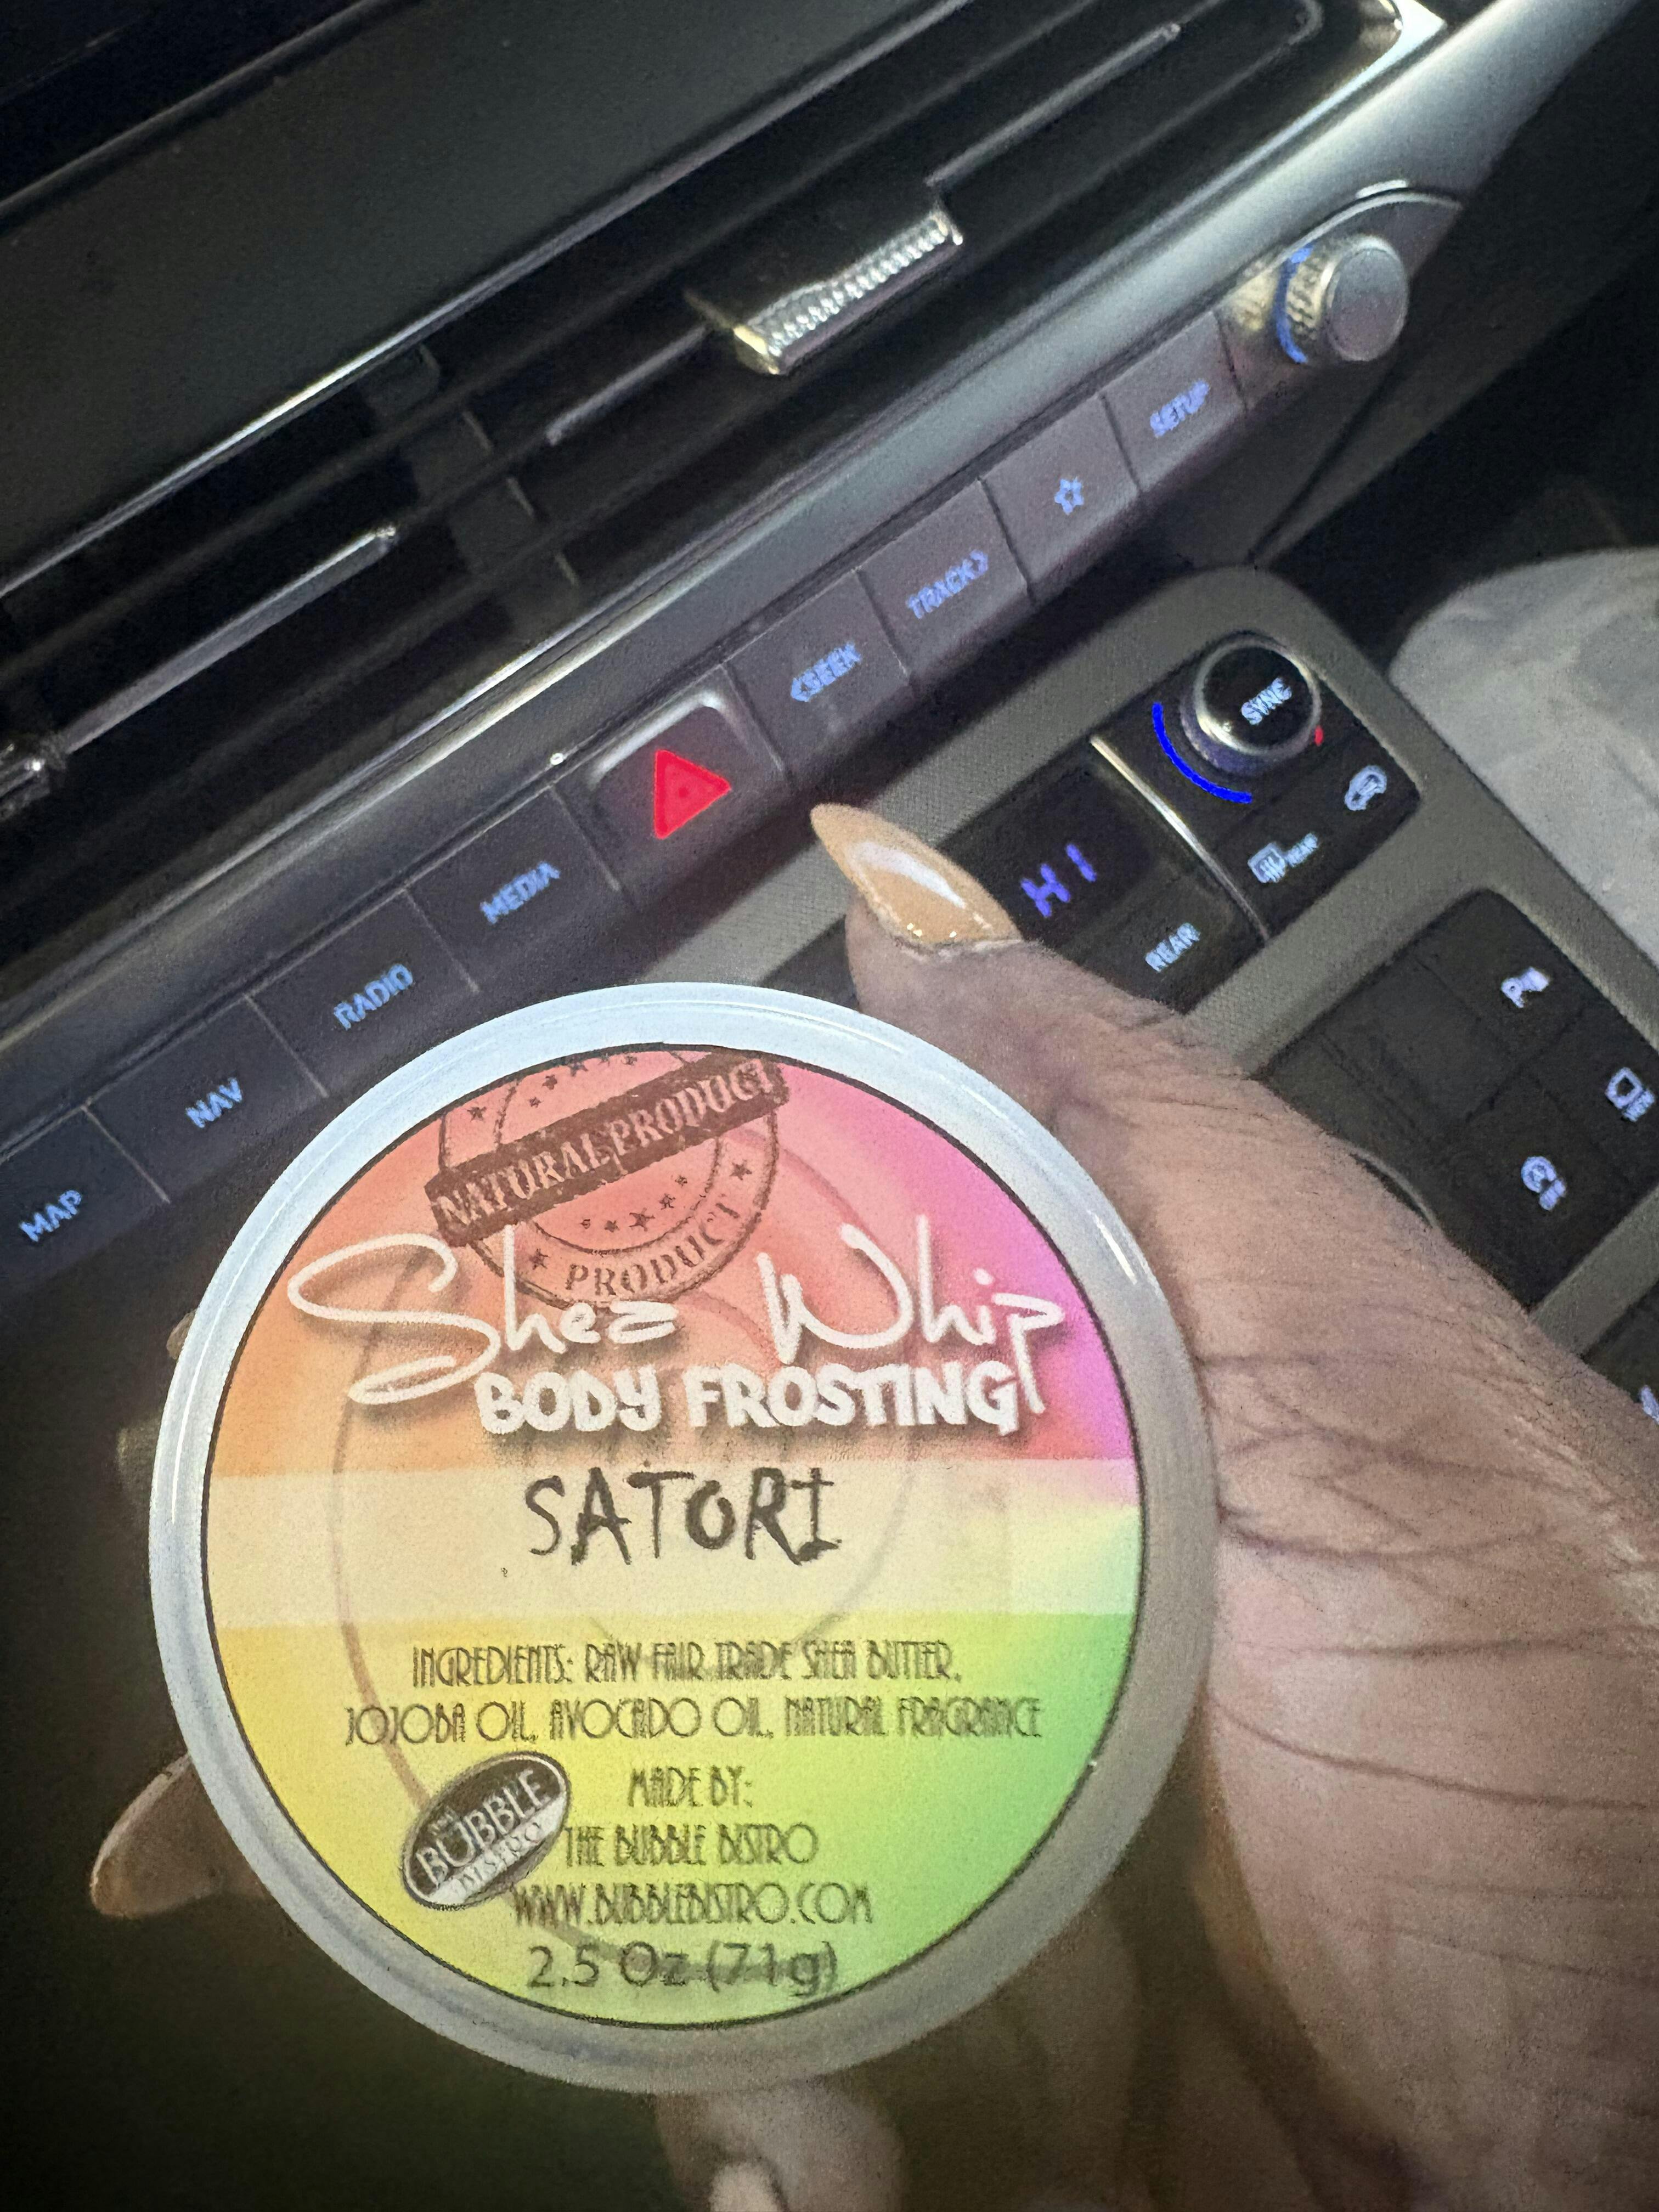 SETUP
TRACK>
<SEEK
MEDIA
RADIO
NAV
MAP
SYNC
HI
REAR
REAR
NATURAL PRODUCT
PRODUCT
Shea Whip
BODY FROSTING
SATORI
INGREDIENTS: RAW FAIR TRADE SHEA BUTTER,
JOJOBA OIL, AVOCADO OIL, NATURAL FRAGRANCE
MADE BY:
THE BUBBLE BISTRO
WWW.BUBBLEBISTRO.COM
2.5 Oz (71g)
BUBBLE
BISTRO